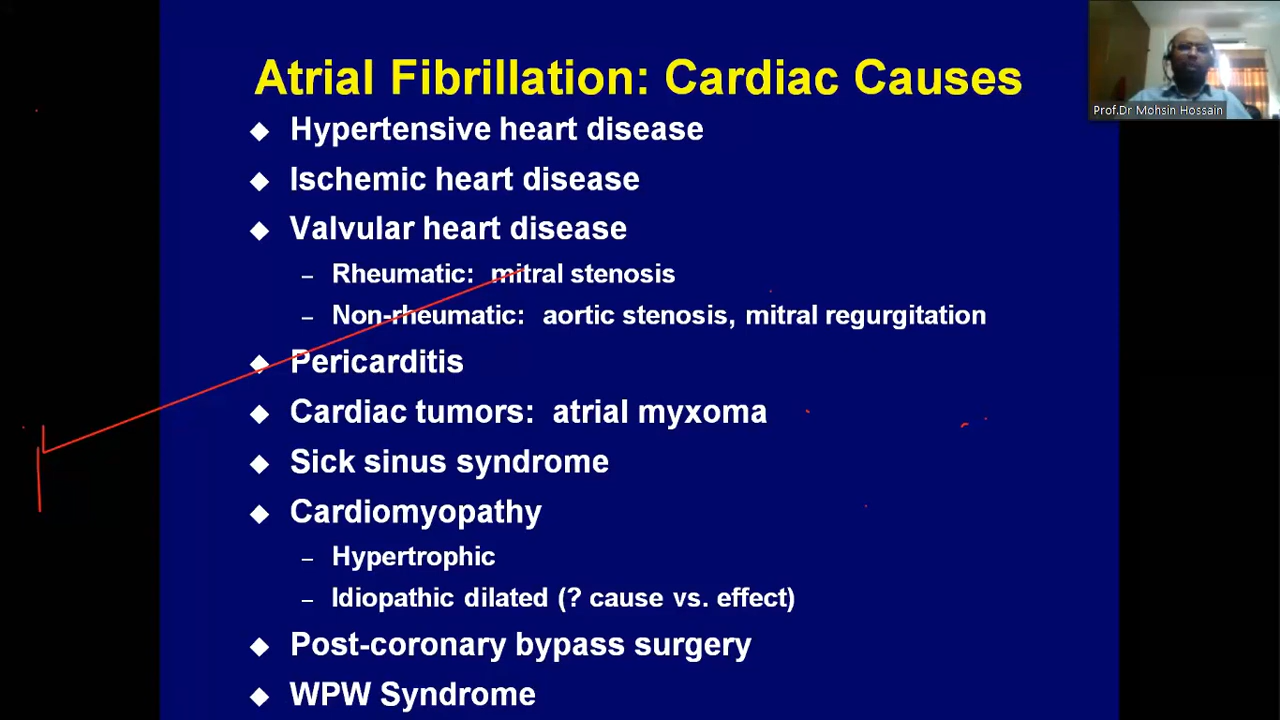 Atrial Fibrillation: Cardiac Causes
Prof.Dr Mohsin Hossain
◆ Hypertensive heart disease
◆ Ischemic heart disease
◆ Valvular heart disease
– Rheumatic: mitral stenosis
– Non-rheumatic: aortic stenosis, mitral regurgitation
◆ Pericarditis
◆ Cardiac tumors: atrial myxoma
◆ Sick sinus syndrome
◆ Cardiomyopathy
– Hypertrophic
– Idiopathic dilated (? cause vs. effect)
◆ Post-coronary bypass surgery
◆ WPW Syndrome